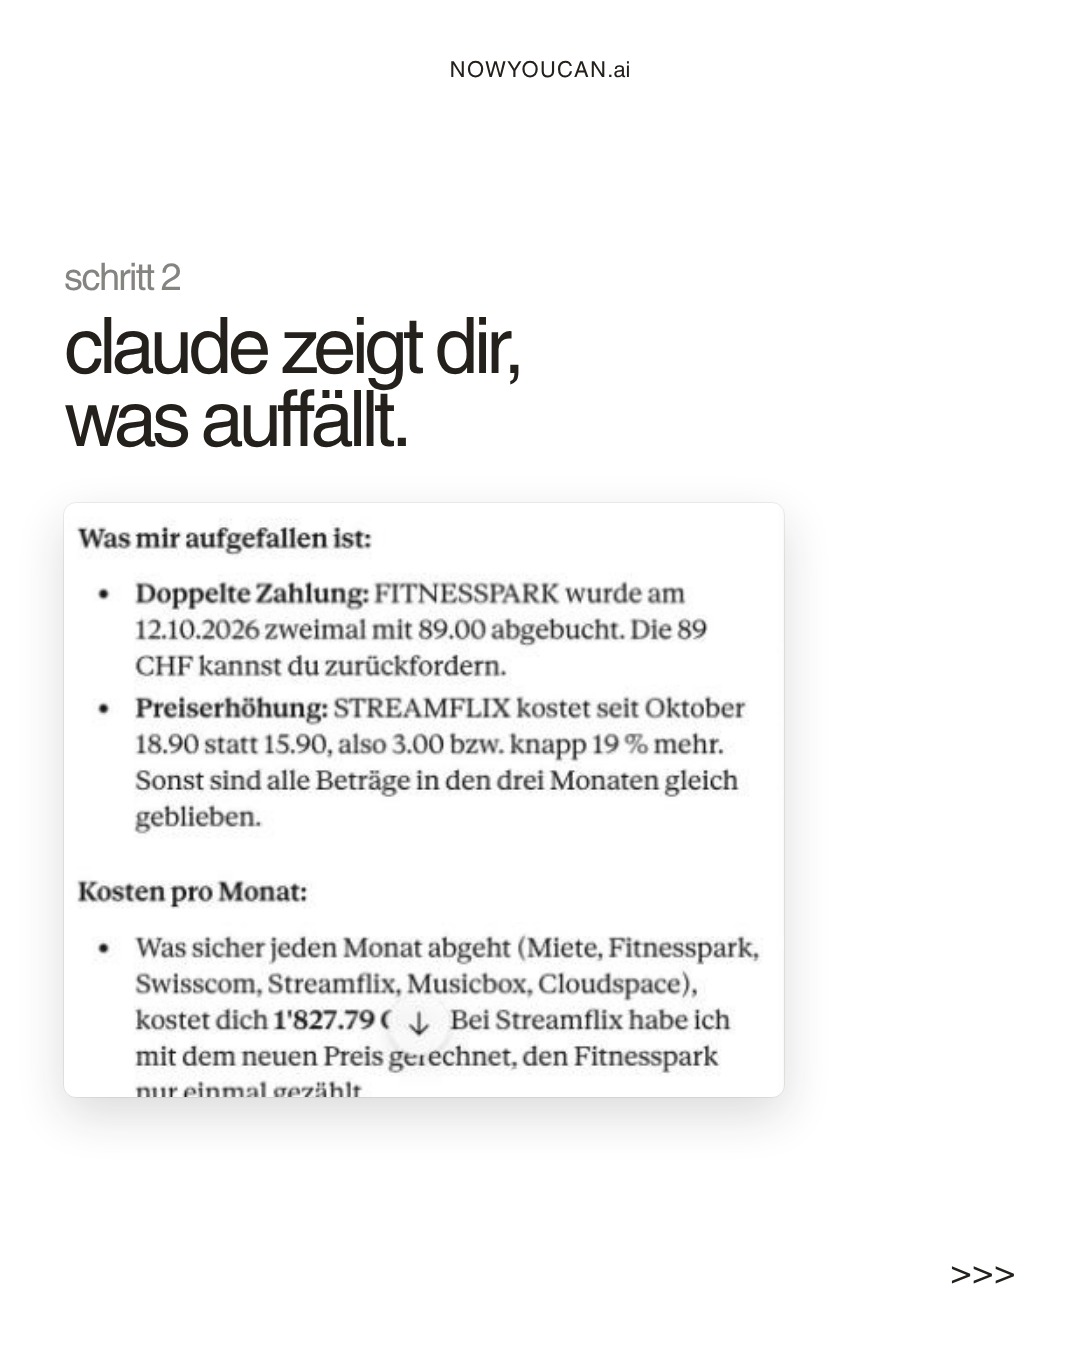 NOWYOUCAN.ai
schritt 2
claude zeigt dir,
was auffällt.
Was mir aufgefallen ist:
• Doppelte Zahlung: FITNESSPARK wurde am
12.10.2026 zweimal mit 89.00 abgebucht. Die 89
CHF kannst du zurückfordern.
• Preiserhöhung: STREAMFLIX kostet seit Oktober
18.90 statt 15.90, also 3.00 bzw. knapp 19 % mehr.
Sonst sind alle Beträge in den drei Monaten gleich
geblieben.
Kosten pro Monat:
• Was sicher jeden Monat abgeht (Miete, Fitnesspark,
Swisscom, Streamflix, Musicbox, Cloudspace),
kostet dich 1'827.79 Bei Streamflix habe ich
mit dem neuen Preis gerechnet, den Fitnesspark
nur einmal gezählt
>>>